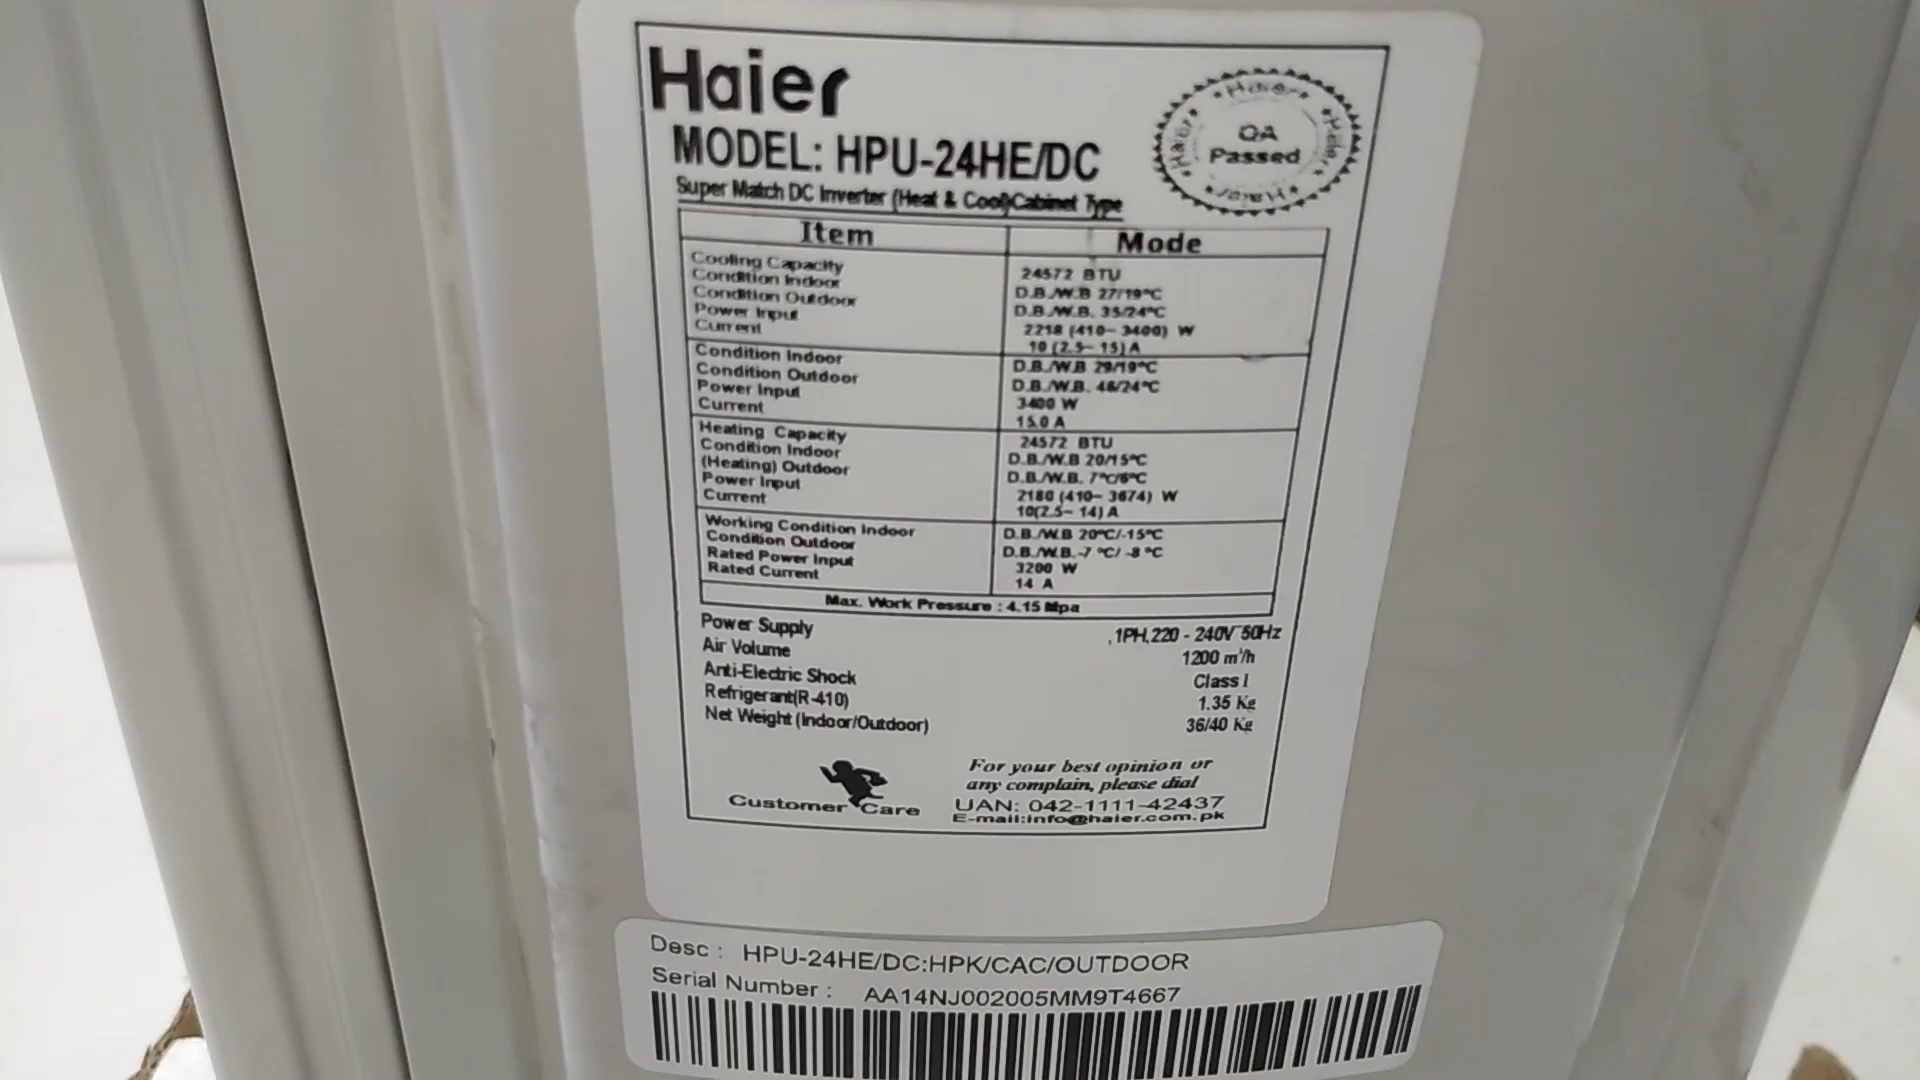 Haier
MODEL: HPU-24HE/DC
Super Match DC Inverter (Heat & Cool)Cabinet Type
Haier
Haier
QA
Passed
Haier
Haier
Item Mode
Cooling Capacity 24572 BTU
Condition Indoor D.B./W.B 27/19°C
Condition Outdoor D.B./W.B. 35/24°C
Power Input 2218 (410~ 3400) W
Current 10 (2.5~ 15) A
Condition Indoor D.B./W.B 29/19°C
Condition Outdoor D.B./W.B. 46/24°C
Power Input 3400 W
Current 15.0 A
Heating Capacity 24572 BTU
Condition Indoor D.B./W.B 20/15°C
(Heating) Outdoor D.B./W.B. 7°C/6°C
Power Input 2180 (410~ 3674) W
Current 10(2.5~ 14) A
Working Condition Indoor D.B./W.B 20°C/-15°C
Condition Outdoor D.B./W.B.-7 °C/ -8 °C
Rated Power Input 3200 W
Rated Current 14 A
Max. Work Pressure : 4.15 Mpa
Power Supply 1PH,220 - 240V~50Hz
Air Volume 1200 m³/h
Anti-Electric Shock Class I
Refrigerant(R-410) 1.35 Kg
Net Weight (Indoor/Outdoor) 36/40 Kg
Customer Care
For your best opinion or
any complain, please dial
UAN: 042-1111-42437
E-mail:info@haier.com.pk
Desc : HPU-24HE/DC:HPK/CAC/OUTDOOR
Serial Number : AA14NJ002005MM9T4667